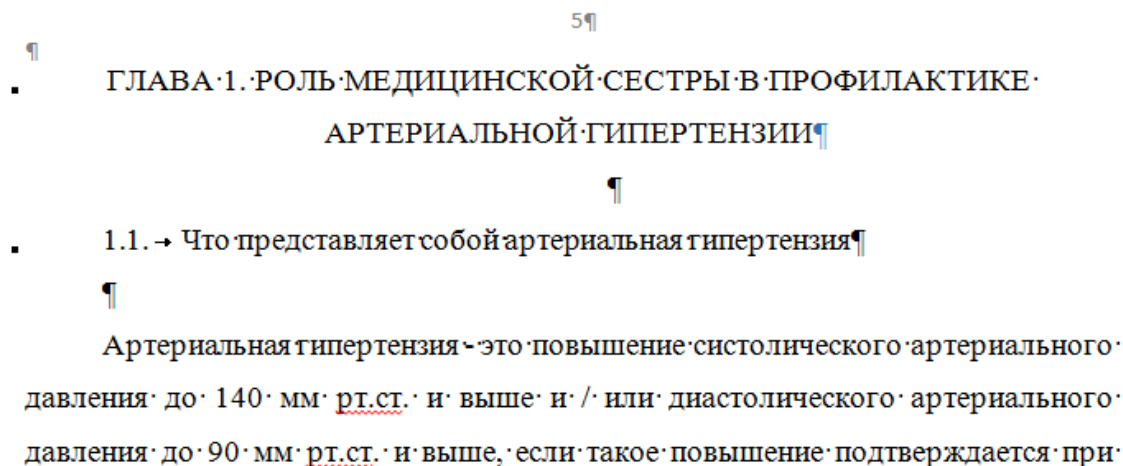 5
ГЛАВА 1. РОЛЬ МЕДИЦИНСКОЙ СЕСТРЫ В ПРОФИЛАКТИКЕ
АРТЕРИАЛЬНОЙ ГИПЕРТЕНЗИИ
1.1. Что представляет собой артериальная гипертензия
Артериальная гипертензия - это повышение систолического артериального
давления до 140 мм рт.ст. и выше и / или диастолического артериального
давления до 90 мм рт.ст. и выше, если такое повышение подтверждается при